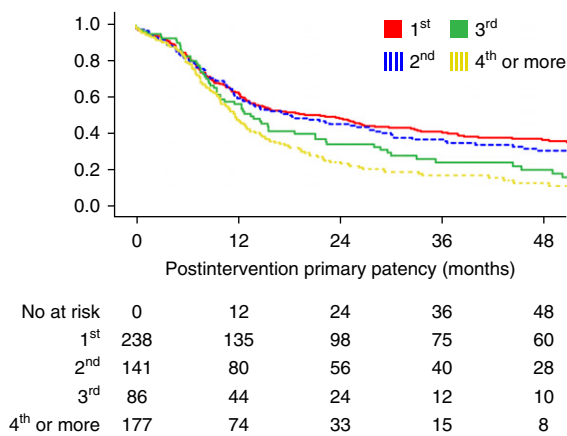 1.0
0.8
0.6
0.4
0.2
0.0
1st 3rd
2nd 4th or more
0 12 24 36 48
Postintervention primary patency (months)
No at risk 0 12 24 36 48
1st 238 135 98 75 60
2nd 141 80 56 40 28
3rd 86 44 24 12 10
4th or more 177 74 33 15 8